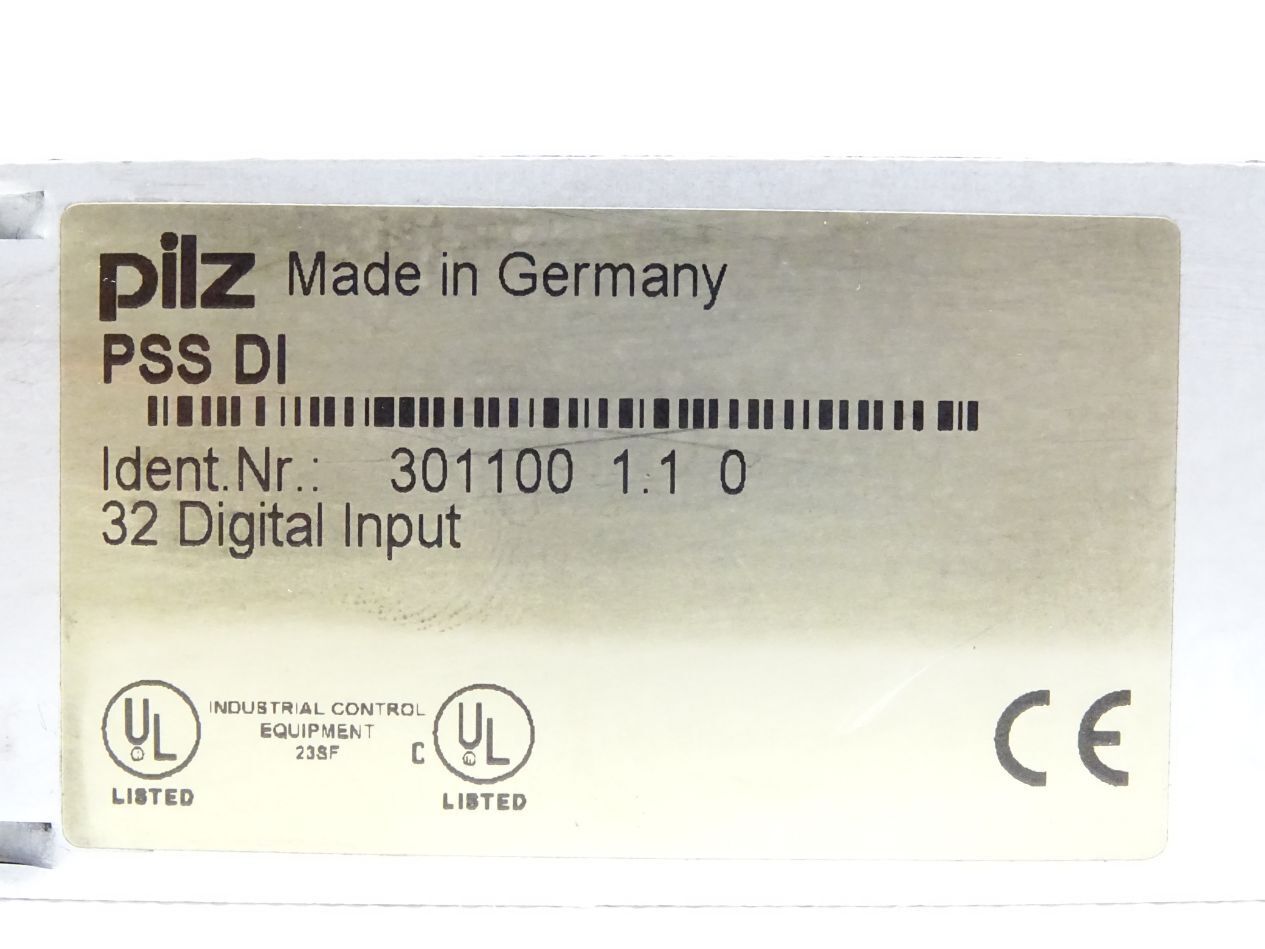 pilz Made in Germany
PSS DI
Ident.Nr.: 301100 1.1 0
32 Digital Input
UL
LISTED
INDUSTRIAL CONTROL
EQUIPMENT
23SF
C UL
LISTED
CE